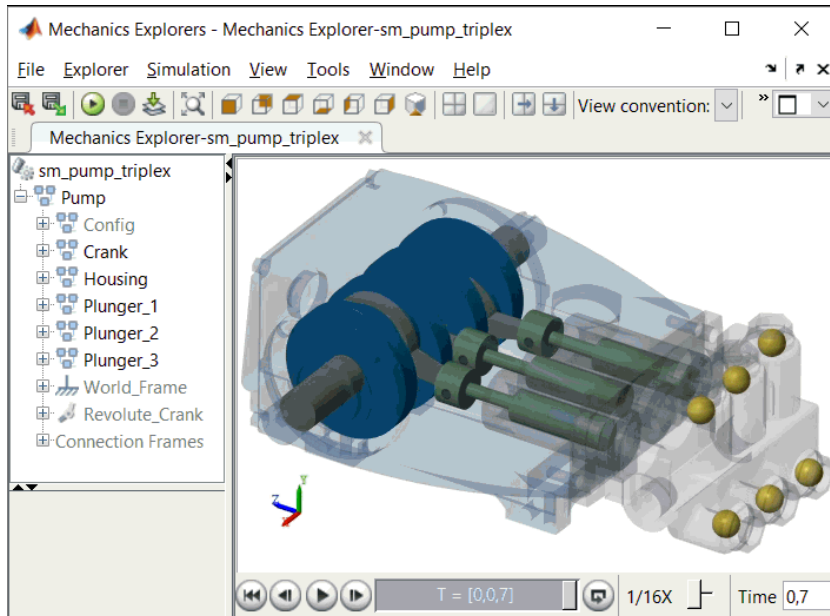 Mechanics Explorers - Mechanics Explorer-sm_pump_triplex
File Explorer Simulation View Tools Window Help
View convention: »
Mechanics Explorer-sm_pump_triplex
sm_pump_triplex
Pump
Config
Crank
Housing
Plunger_1
Plunger_2
Plunger_3
World_Frame
Revolute_Crank
Connection Frames
Y
Z
X
T = [0,0,7] 1/16X Time 0,7